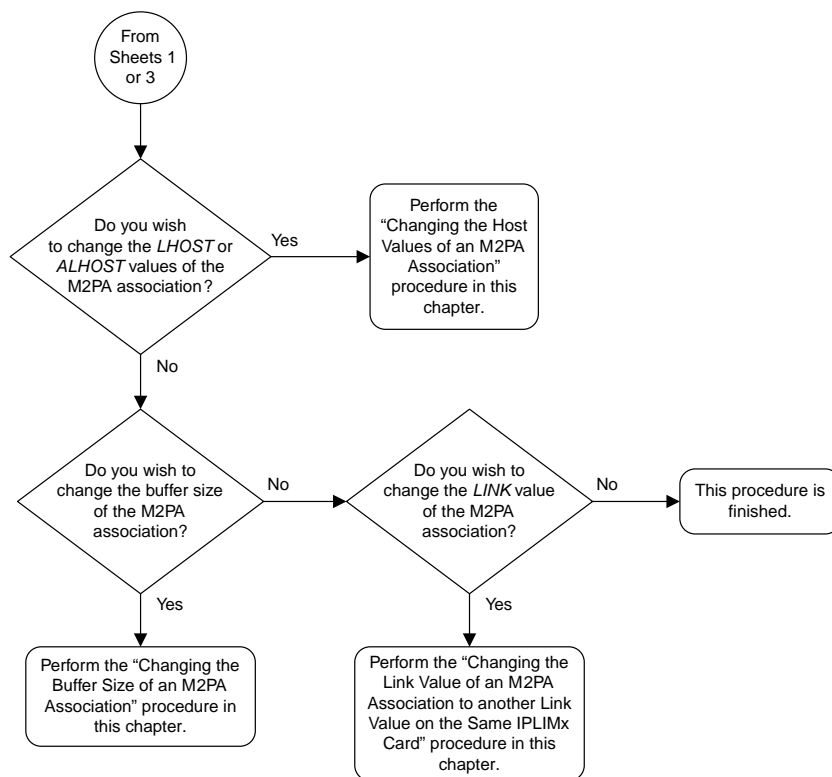 From
Sheets 1
or 3
Do you wish
to change the LHOST or
ALHOST values of the
M2PA association?
Yes
Perform the
“Changing the Host
Values of an M2PA
Association”
procedure in this
chapter.
No
Do you wish to
change the buffer size
of the M2PA
association?
No
Do you wish to
change the LINK value
of the M2PA
association?
No
This procedure is
finished.
Yes
Perform the “Changing the
Buffer Size of an M2PA
Association” procedure in
this chapter.
Yes
Perform the “Changing the
Link Value of an M2PA
Association to another Link
Value on the Same IPLIMx
Card” procedure in this
chapter.